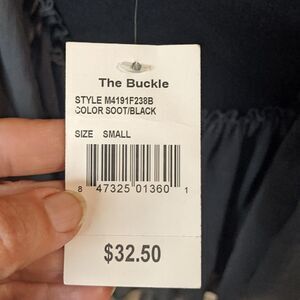 The Buckle
STYLE M4191F238B
COLOR SOOT/BLACK
SIZE SMALL
8 47325 01360 1
$32.50